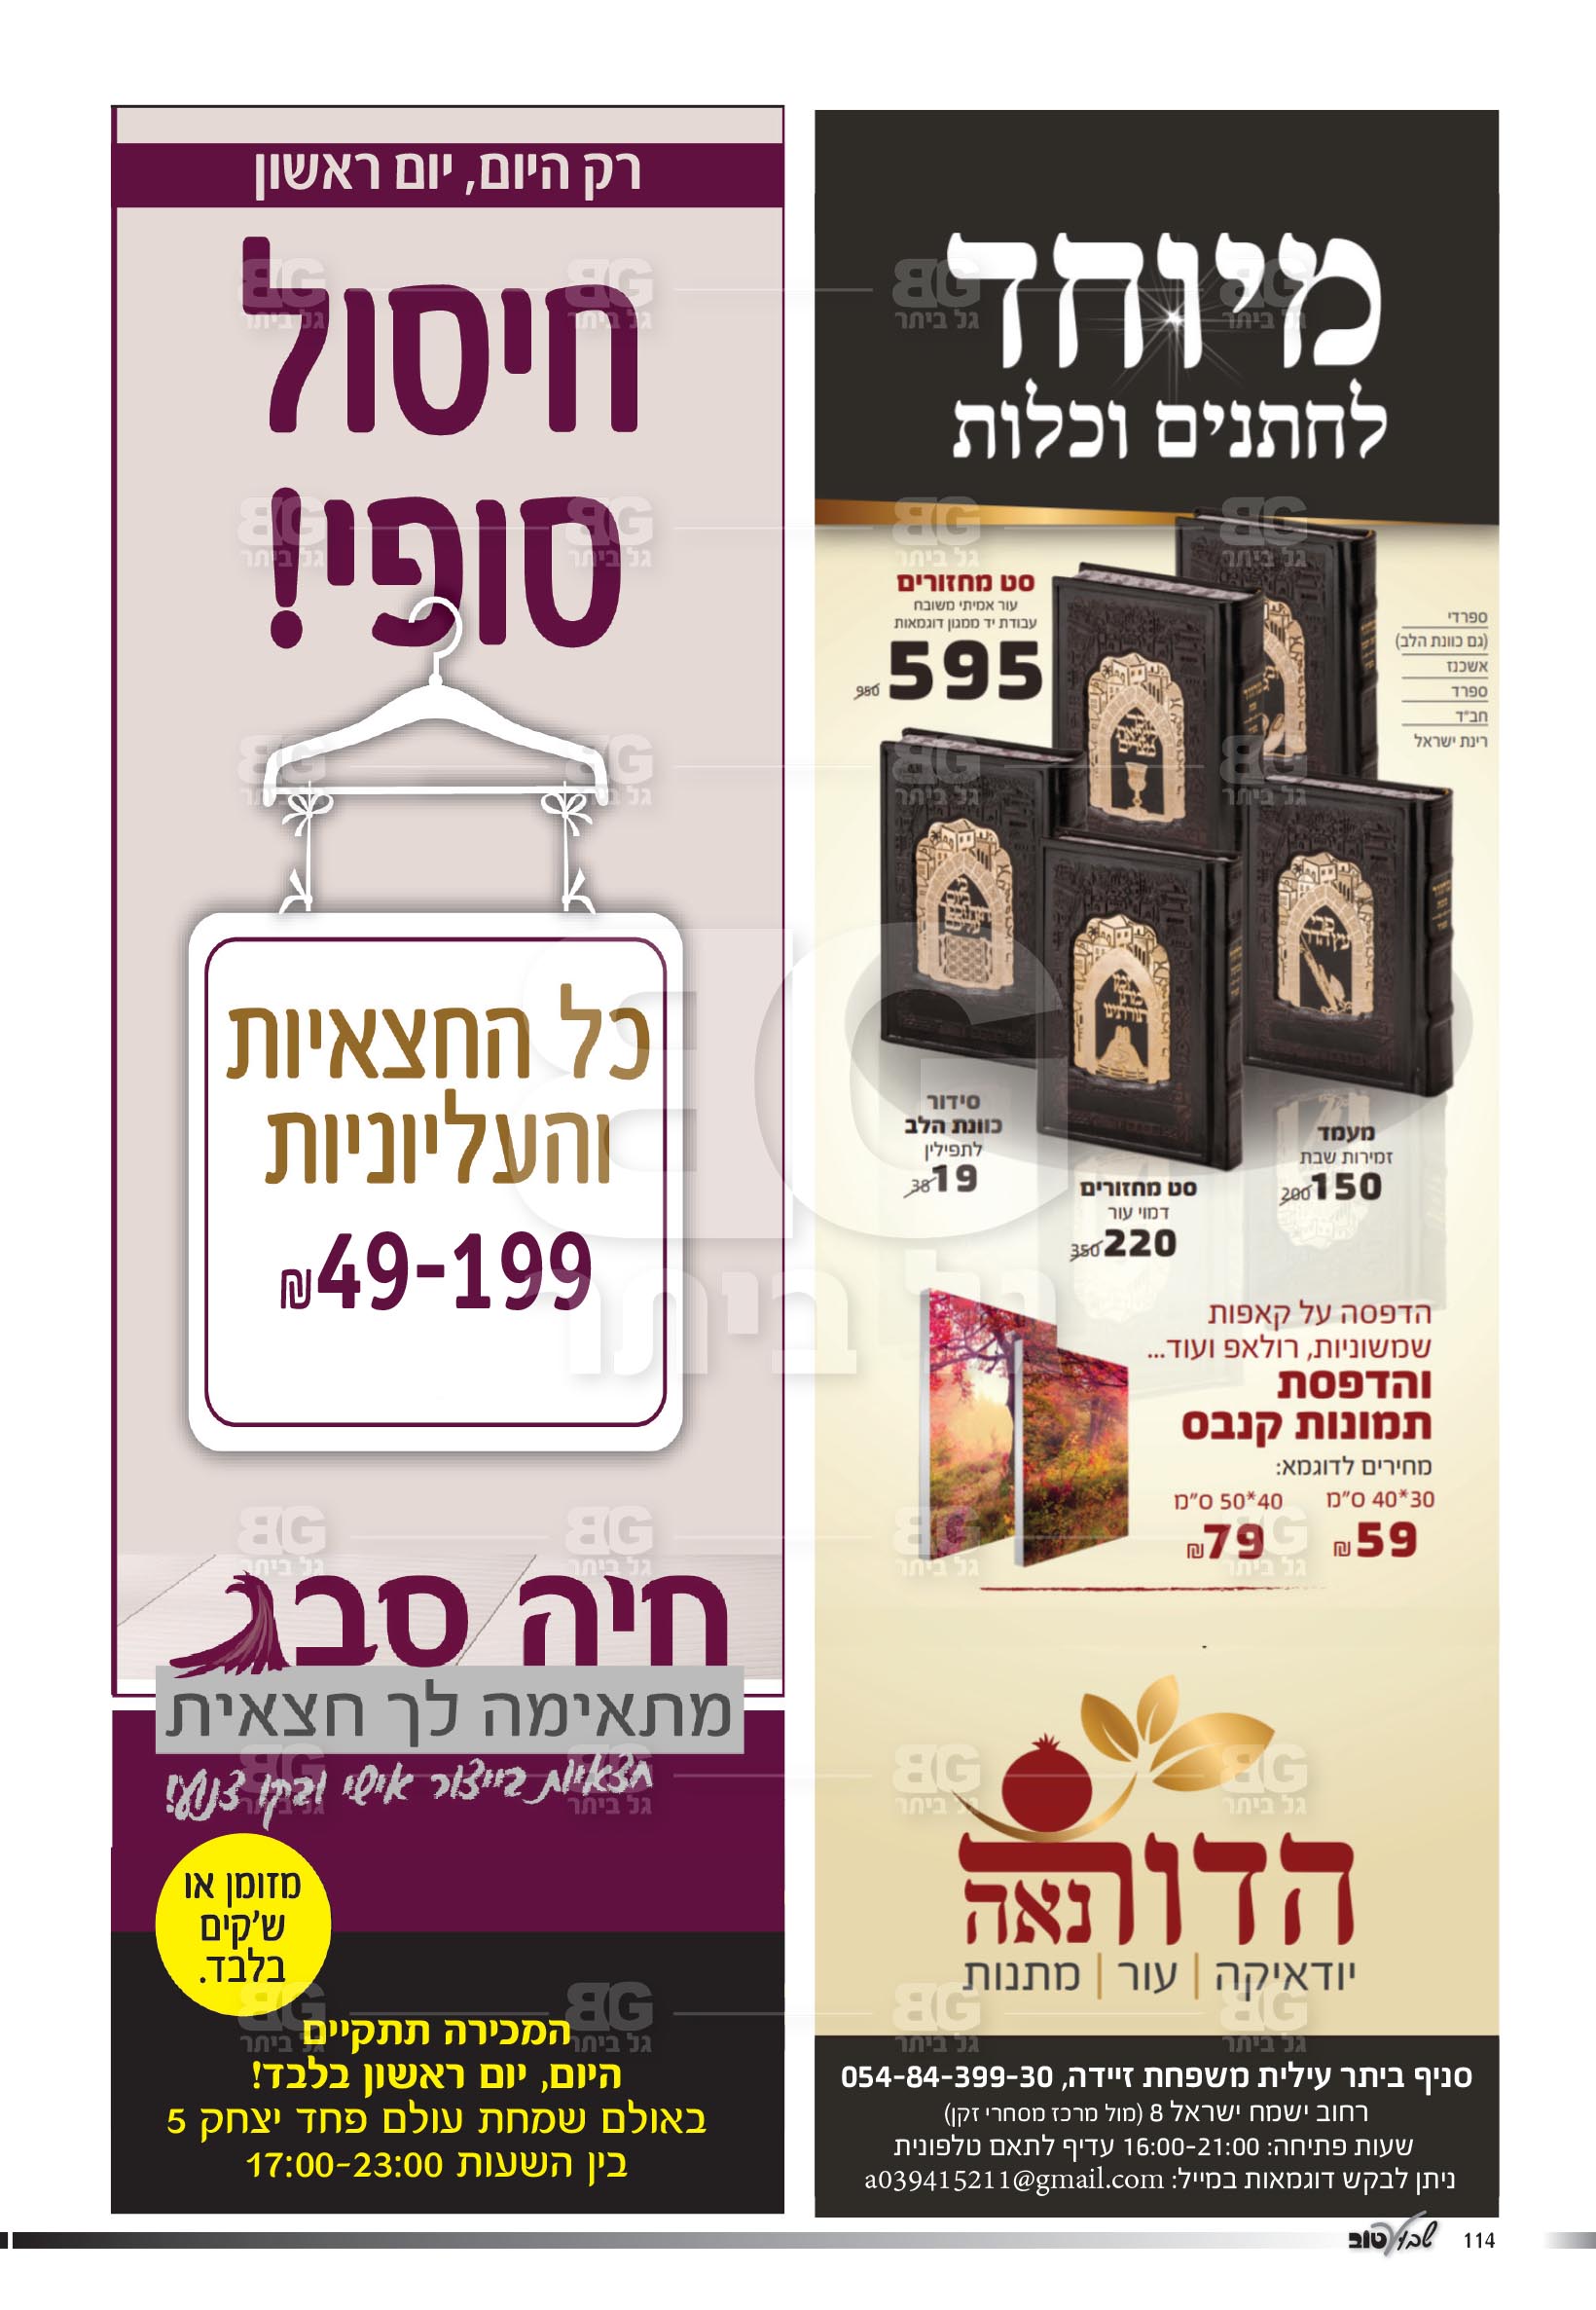 מיוחד
לחתנים וכלות
סט מחזורים
עור אמיתי משובח
עבודת יד ממגון דוגמאות
595 950
ספרדי
(גם כוונת הלב)
אשכנז
ספרד
חב"ד
רינת ישראל
סידור
כוונת הלב
לתפילין
19 38
סט מחזורים
דמוי עור
220 350
מעמד
זמירות שבת
150 200
הדפסה על קאפות
שמשוניות, רולאפ ועוד...
והדפסת
תמונות קנבס
מחירים לדוגמא:
30*40 ס"מ
59 ₪
40*50 ס"מ
79 ₪
הדור נאה
יודאיקה | עור | מתנות
סניף ביתר עילית משפחת זיידה, 054-84-399-30
רחוב ישמח ישראל 8 (מול מרכז מסחרי זקן)
שעות פתיחה: 16:00-21:00 עדיף לתאם טלפונית
ניתן לבקש דוגמאות במייל: a039415211@gmail.com
רק היום, יום ראשון
חיסול
סופי!
כל החצאיות
והעליוניות
49-199₪
חיה סבג
מתאימה לך חצאית
חצאיות בייצור אישי ובקו צנוע!
מזומן או
ש'קים
בלבד.
המכירה תתקיים
היום, יום ראשון בלבד!
באולם שמחת עולם פחד יצחק 5
בין השעות 17:00-23:00
114 שבוע טוב
BG
גל ביתר